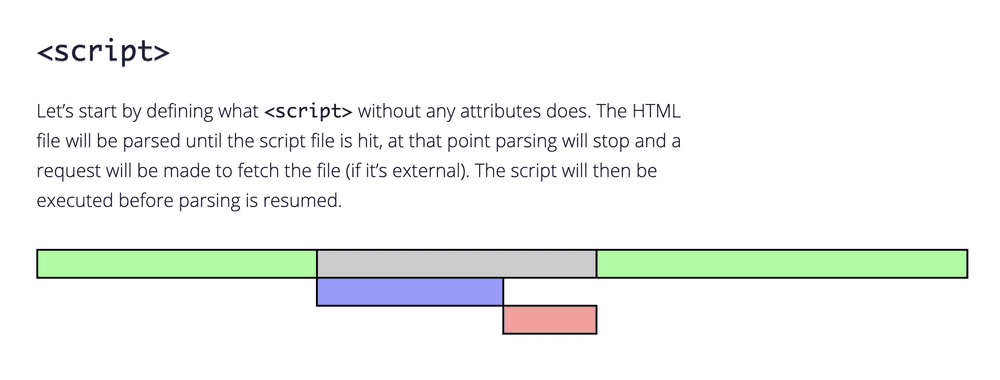 <script>
Let’s start by defining what <script> without any attributes does. The HTML
file will be parsed until the script file is hit, at that point parsing will stop and a
request will be made to fetch the file (if it’s external). The script will then be
executed before parsing is resumed.